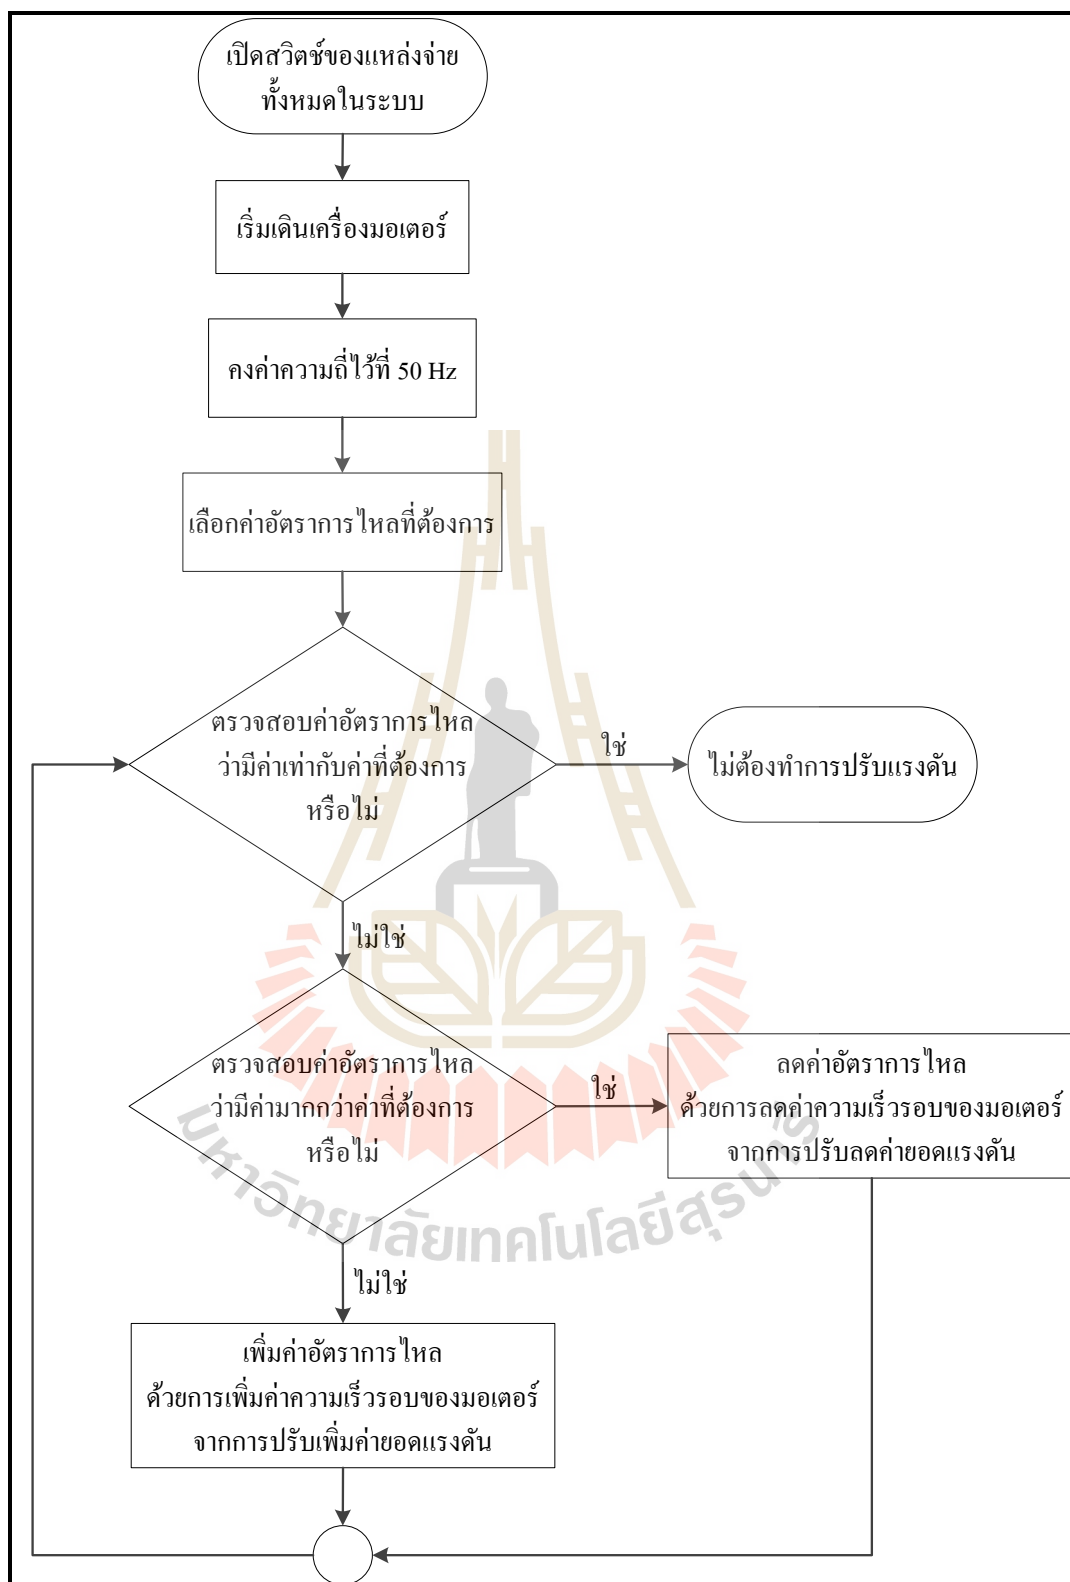 เปิดสวิตช์ของแหล่งจ่าย
ทั้งหมดในระบบ
เริ่มเดินเครื่องมอเตอร์
คงค่าความถี่ไว้ที่ 50 Hz
เลือกค่าอัตราการไหลที่ต้องการ
ตรวจสอบค่าอัตราการไหล
ว่ามีค่าเท่ากับค่าที่ต้องการ
หรือไม่
ใช่
ไม่ต้องทำการปรับแรงดัน
ไม่ใช่
ตรวจสอบค่าอัตราการไหล
ว่ามีค่ามากกว่าค่าที่ต้องการ
หรือไม่
ใช่
ลดค่าอัตราการไหล
ด้วยการลดค่าความเร็วรอบของมอเตอร์
จากการปรับลดค่ายอดแรงดัน
มหาวิทยาลัยเทคโนโลยีสุรนารี
ไม่ใช่
เพิ่มค่าอัตราการไหล
ด้วยการเพิ่มค่าความเร็วรอบของมอเตอร์
จากการปรับเพิ่มค่ายอดแรงดัน